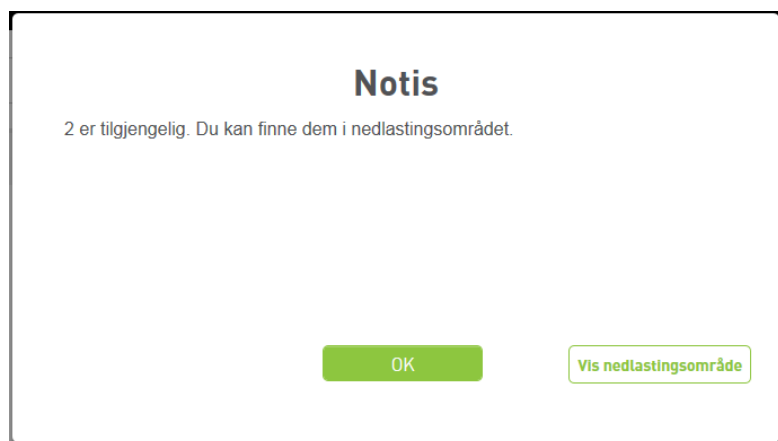 Notis
2 er tilgjengelig. Du kan finne dem i nedlastingsområdet.
OK
Vis nedlastingsområde